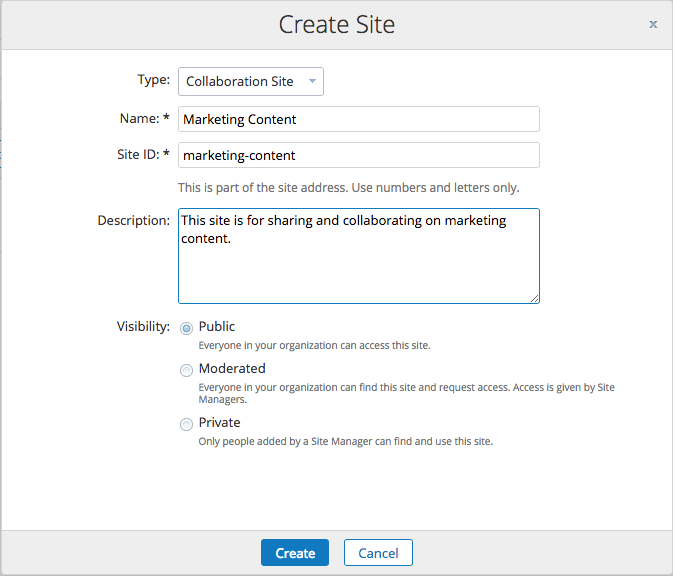 Create Site
x
Type: Collaboration Site
Name: * Marketing Content
Site ID: * marketing-content
This is part of the site address. Use numbers and letters only.
Description: This site is for sharing and collaborating on marketing
content.
Visibility: Public
Everyone in your organization can access this site.
Moderated
Everyone in your organization can find this site and request access. Access is given by Site
Managers.
Private
Only people added by a Site Manager can find and use this site.
Create Cancel